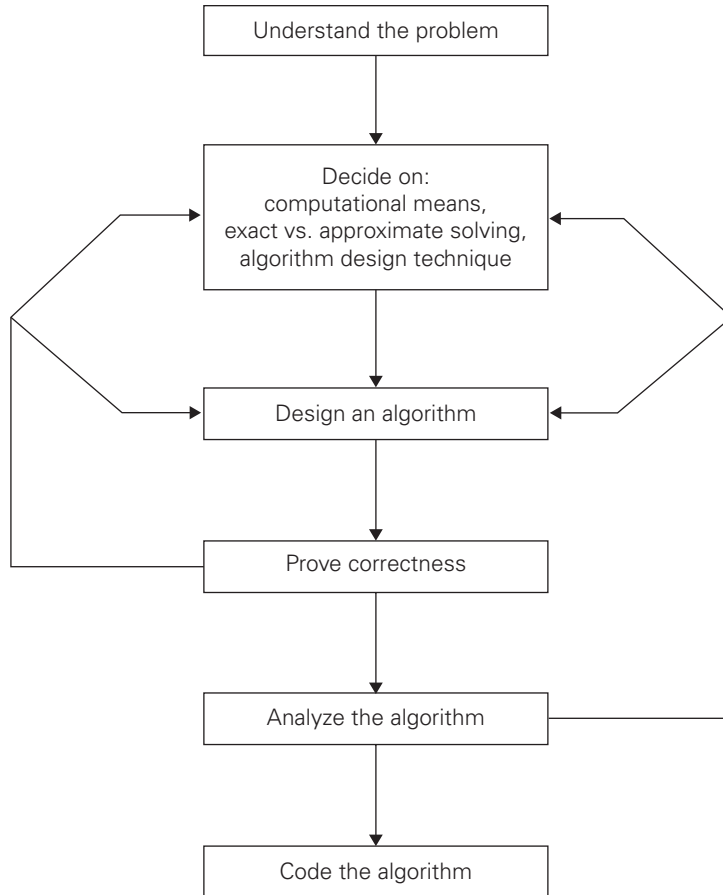 Understand the problem
Decide on:
computational means,
exact vs. approximate solving,
algorithm design technique
Design an algorithm
Prove correctness
Analyze the algorithm
Code the algorithm